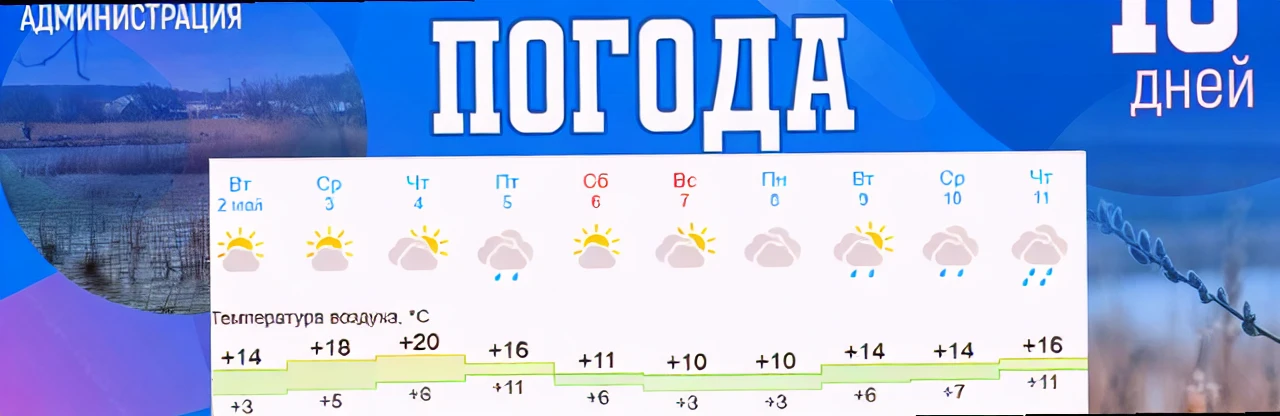 АДМИНИСТРАЦИЯ
ПОГОДА
10
дней
Вт Ср Чт Пт Сб Вс Пн Вт Ср Чт
2 май 3 4 5 6 7 8 9 10 11
Температура воздуха, °C
+14 +18 +20 +16 +11 +10 +10 +14 +14 +16
+3 +5 +6 +11 +6 +3 +3 +6 +7 +11